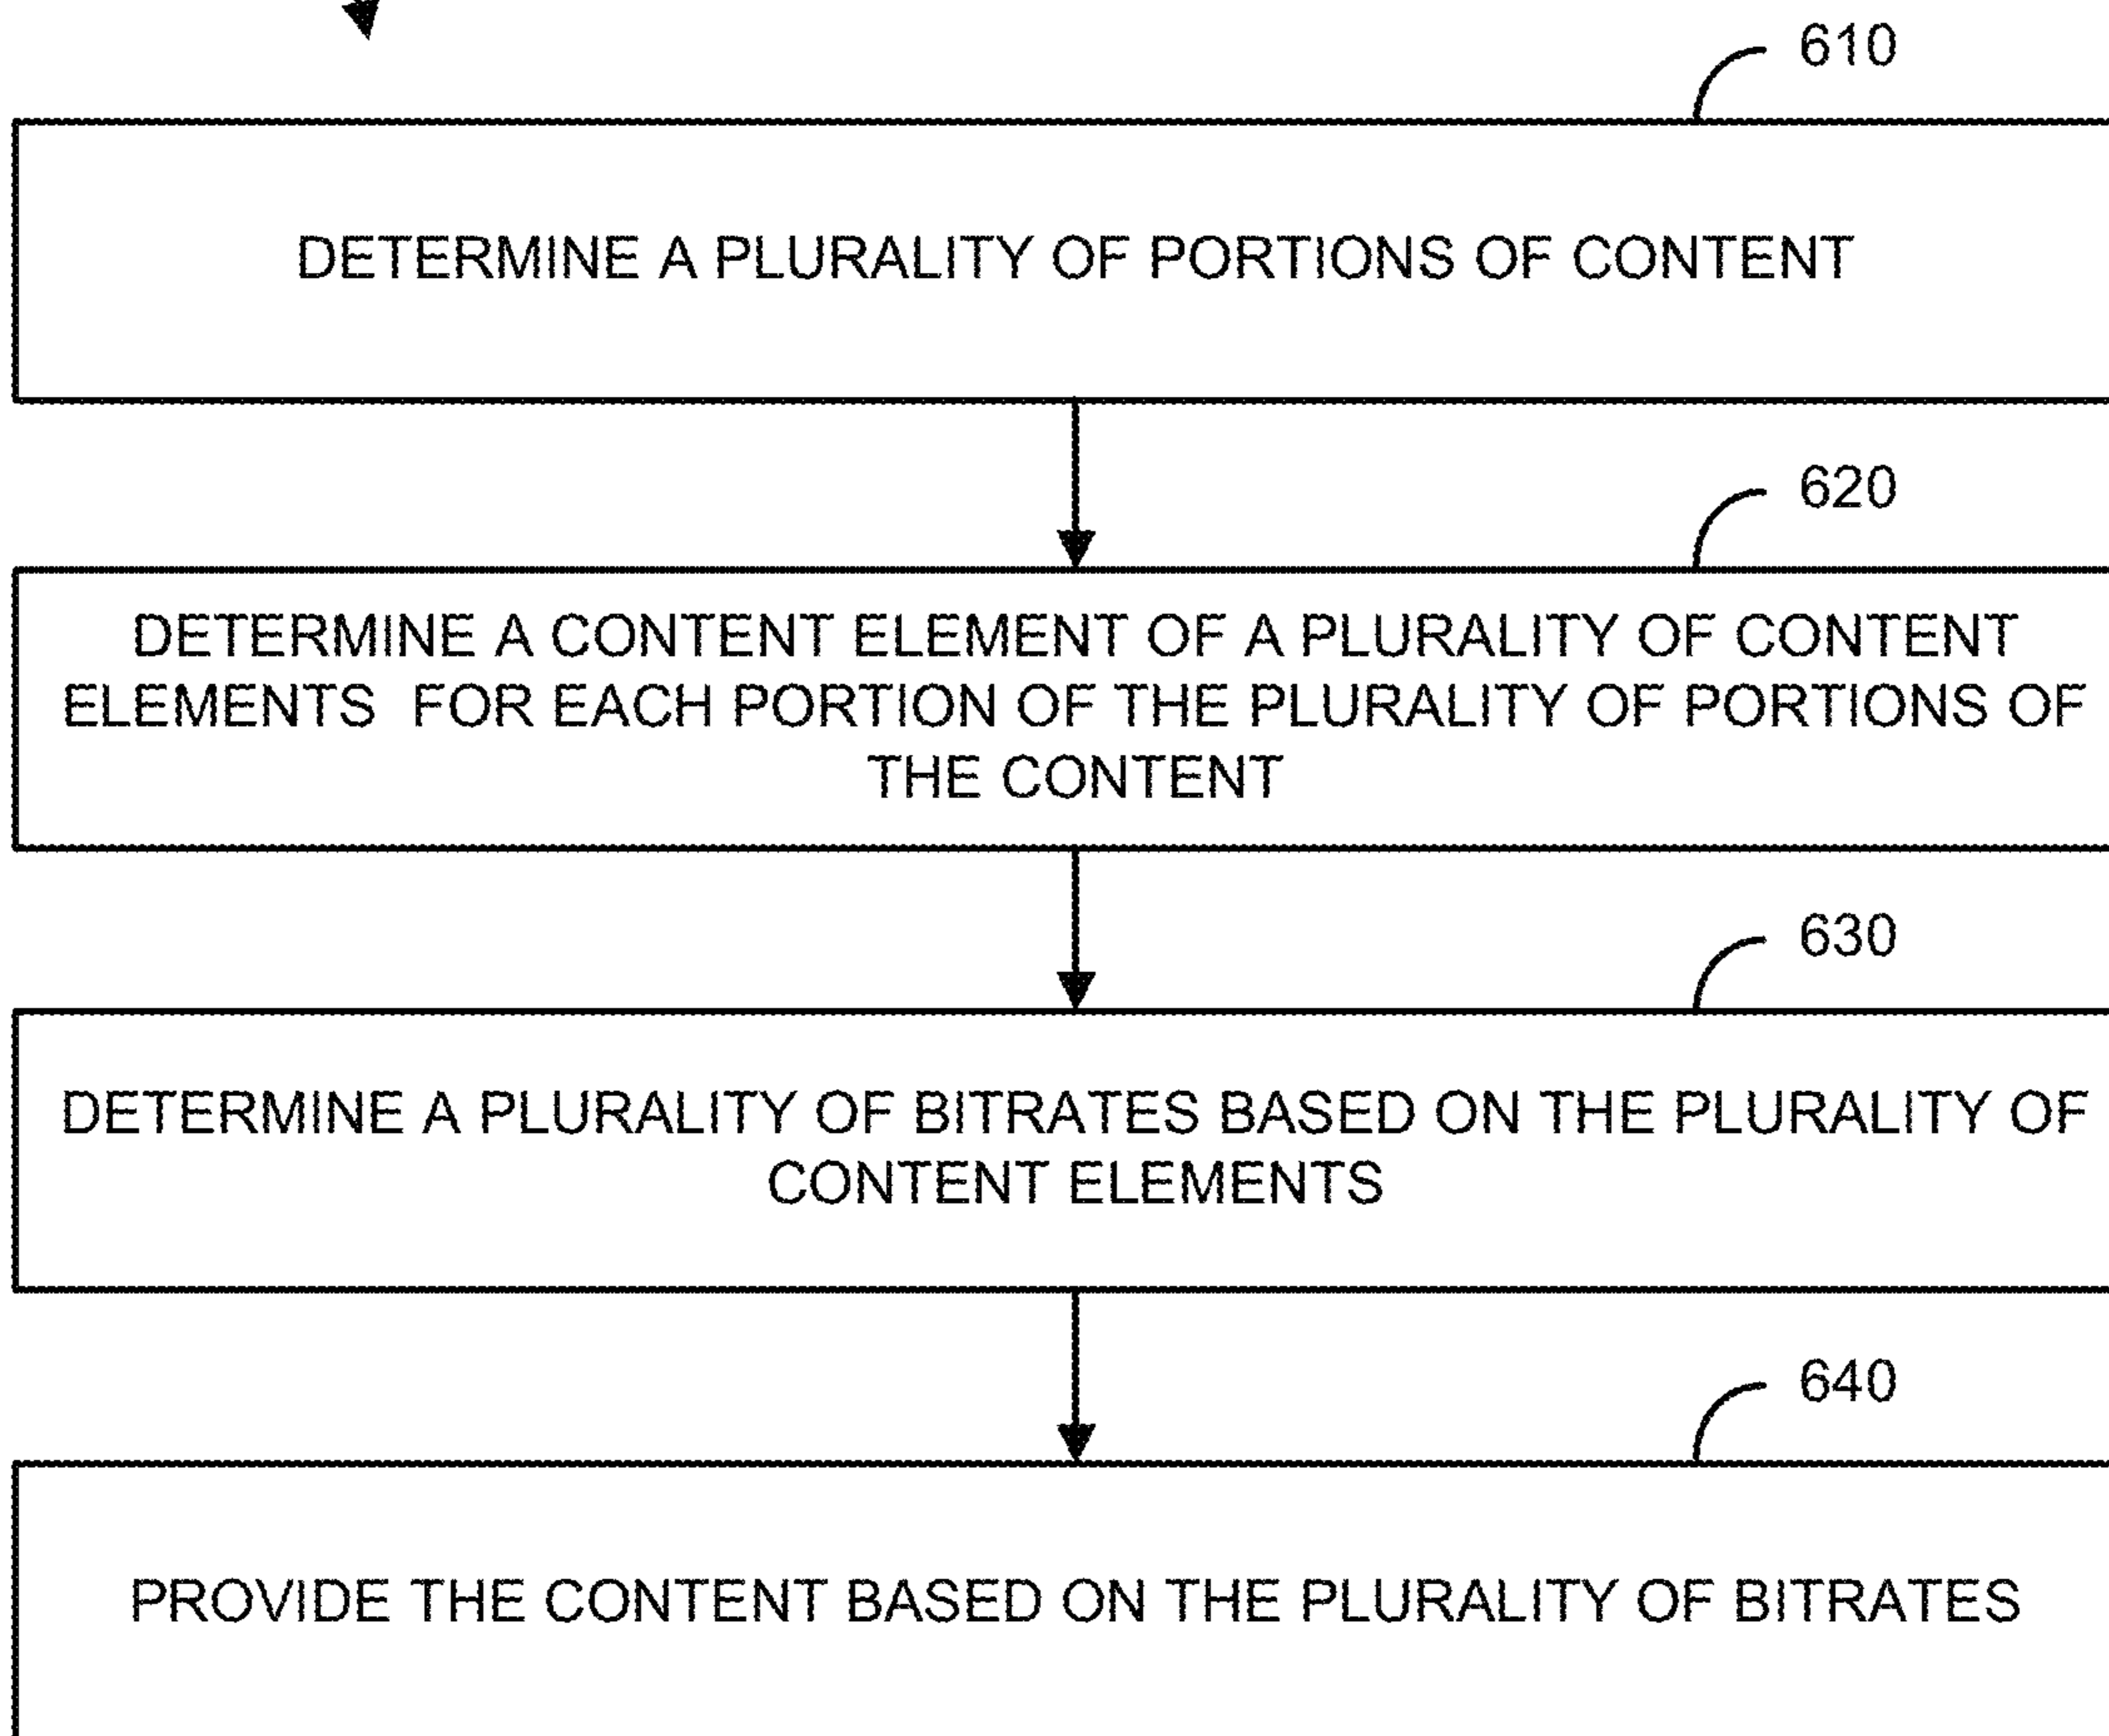 610
DETERMINE A PLURALITY OF PORTIONS OF CONTENT
620
DETERMINE A CONTENT ELEMENT OF A PLURALITY OF CONTENT
ELEMENTS  FOR EACH PORTION OF THE PLURALITY OF PORTIONS OF
THE CONTENT
630
DETERMINE A PLURALITY OF BITRATES BASED ON THE PLURALITY OF
CONTENT ELEMENTS
640
PROVIDE THE CONTENT BASED ON THE PLURALITY OF BITRATES